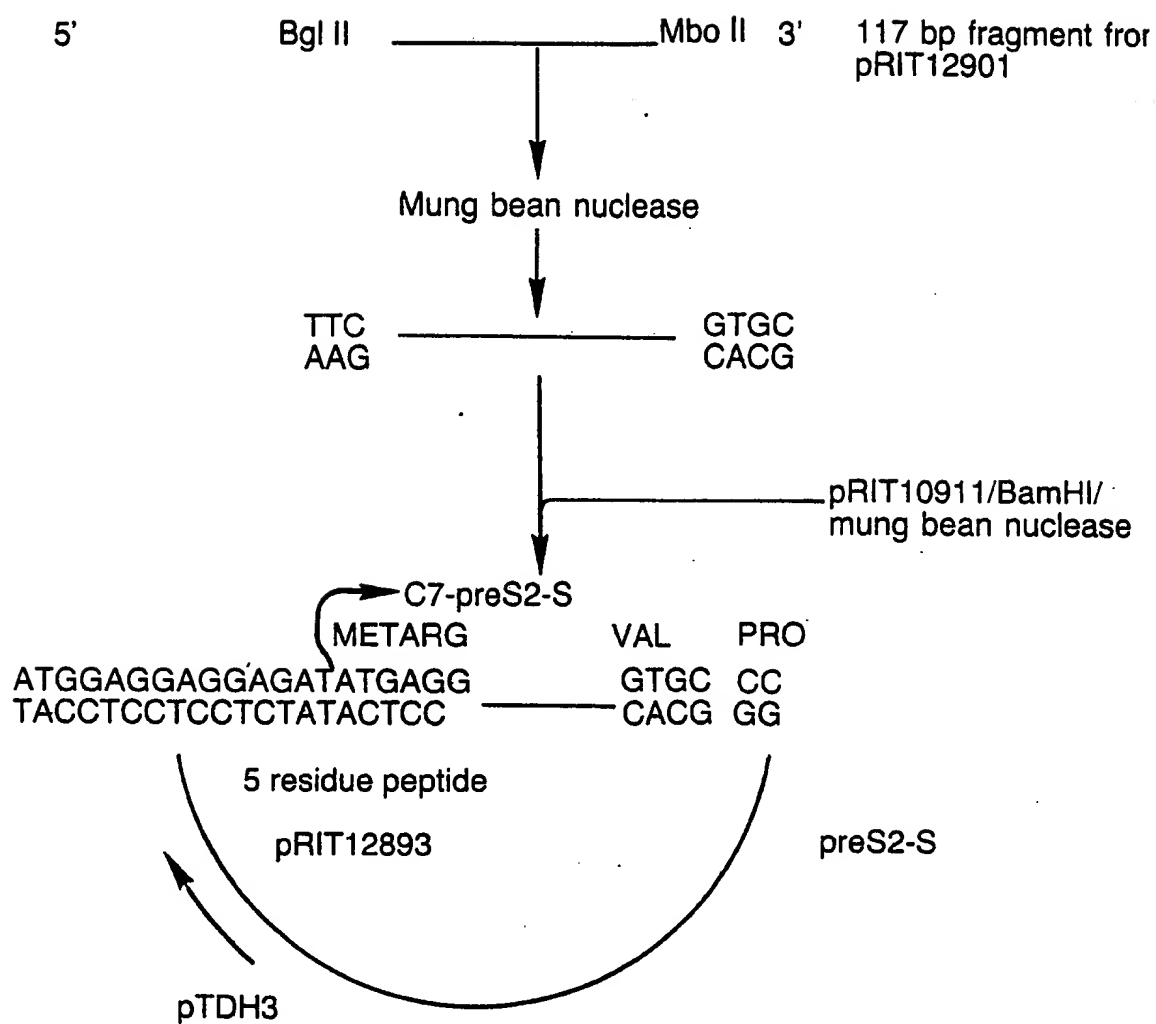 5' Bgl II Mbo II 3' 117 bp fragment fror
pRIT12901
Mung bean nuclease
TTC GTGC
AAG CACG
pRIT10911/BamHI/
mung bean nuclease
C7-preS2-S
METARG VAL PRO
ATGGAGGAGGAGATATGAGG GTGC CC
TACCTCCTCCTCTATACTCC CACG GG
5 residue peptide
pRIT12893
preS2-S
pTDH3